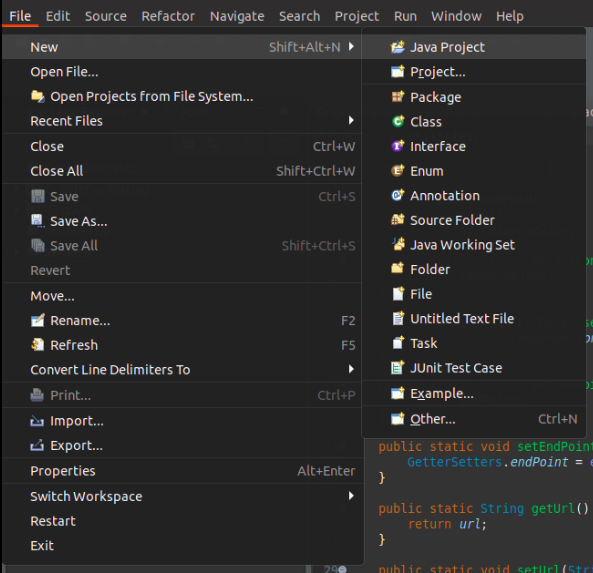 File Edit Source Refactor Navigate Search Project Run Window Help
New Shift+Alt+N
Open File...
Open Projects from File System...
Recent Files
Close Ctrl+W
Close All Shift+Ctrl+W
Save Ctrl+S
Save As...
Save All Shift+Ctrl+S
Revert
Move...
Rename... F2
Refresh F5
Convert Line Delimiters To
Print... Ctrl+P
Import...
Export...
Properties Alt+Enter
Switch Workspace
Restart
Exit
Java Project
Project...
Package
Class
Interface
Enum
Annotation
Source Folder
Java Working Set
Folder
File
Untitled Text File
Task
JUnit Test Case
Example...
Other... Ctrl+N
public static void setEndPoint
GetterSetters.endPoint = e
}
public static String getUrl()
return url;
}
29
public static void setUrl(Stri